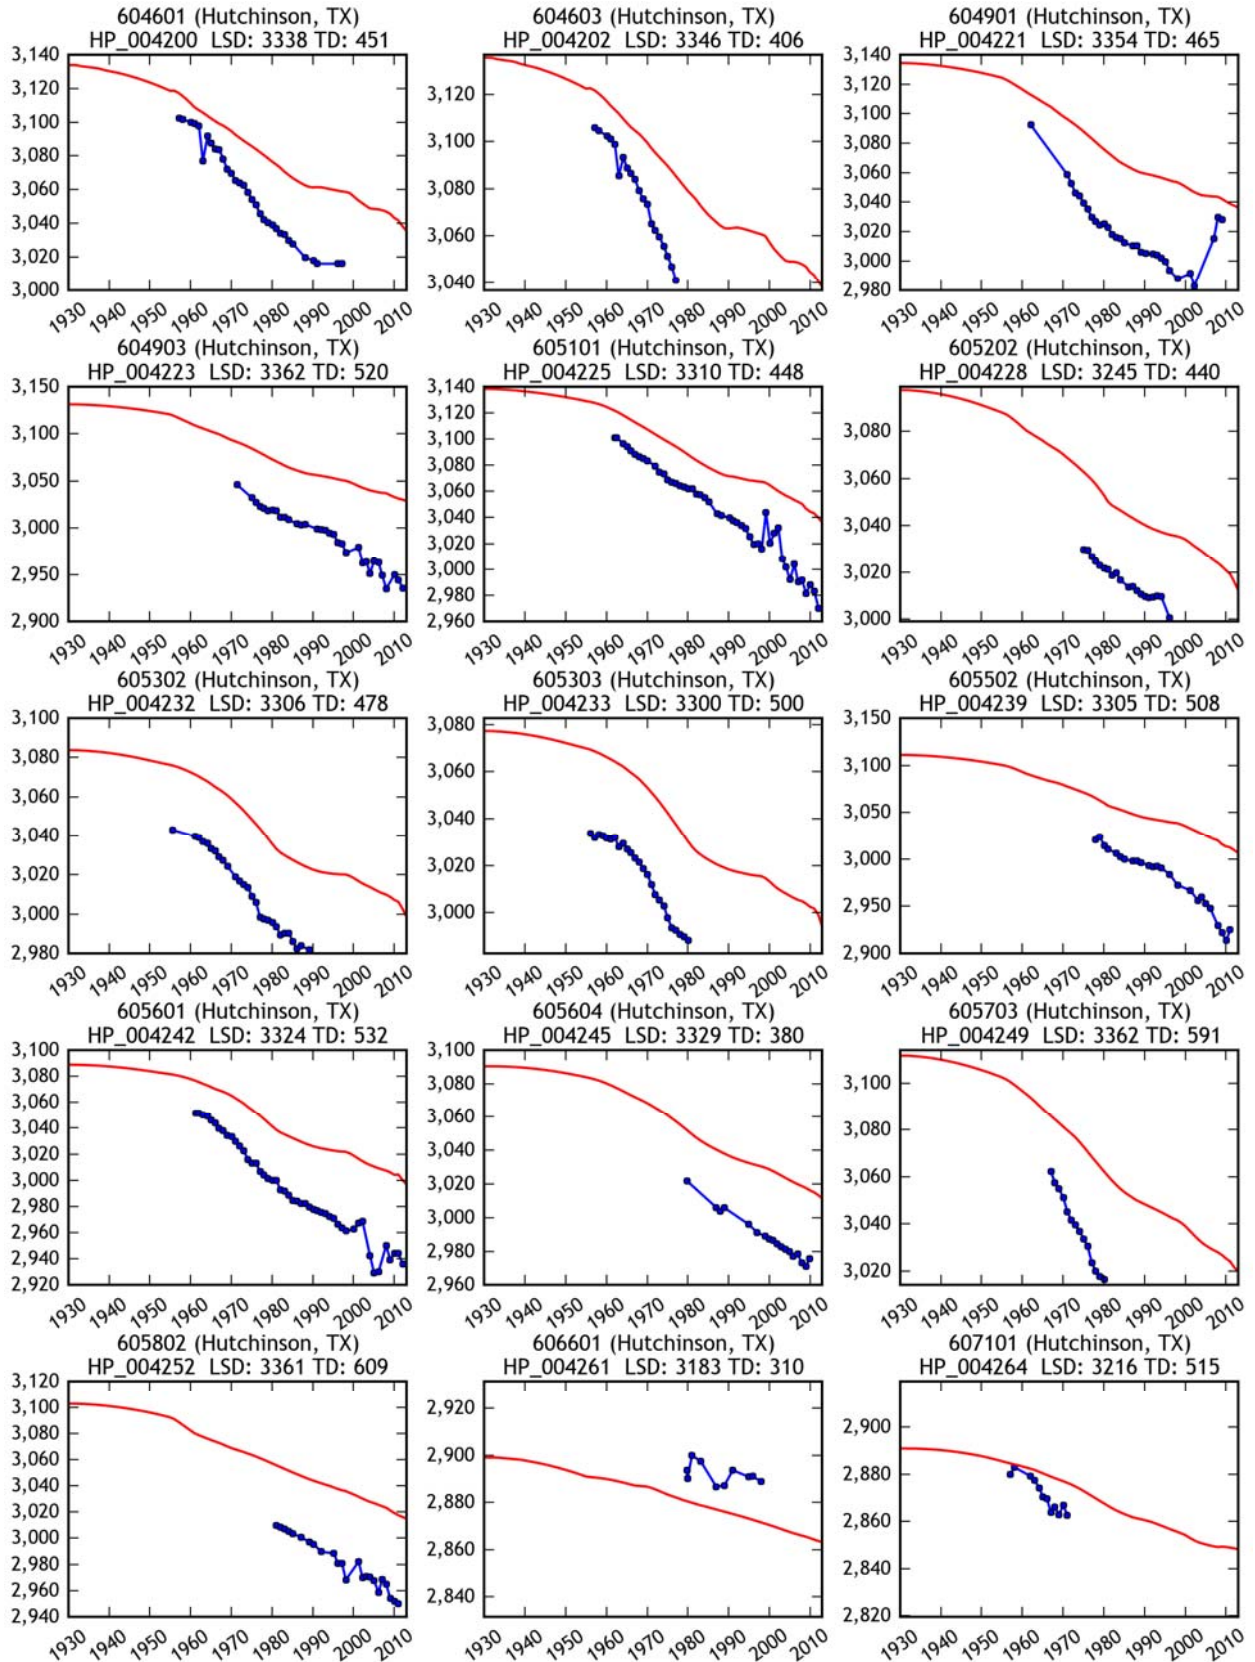 604601 (Hutchinson, TX)
HP_004200 LSD: 3338 TD: 451
3,140
3,120
3,100
3,080
3,060
3,040
3,020
3,000
1930 1940 1950 1960 1970 1980 1990 2000 2010
604603 (Hutchinson, TX)
HP_004202 LSD: 3346 TD: 406
3,120
3,100
3,080
3,060
3,040
1930 1940 1950 1960 1970 1980 1990 2000 2010
604901 (Hutchinson, TX)
HP_004221 LSD: 3354 TD: 465
3,140
3,120
3,100
3,080
3,060
3,040
3,020
3,000
2,980
1930 1940 1950 1960 1970 1980 1990 2000 2010
604903 (Hutchinson, TX)
HP_004223 LSD: 3362 TD: 520
3,150
3,100
3,050
3,000
2,950
2,900
1930 1940 1950 1960 1970 1980 1990 2000 2010
605101 (Hutchinson, TX)
HP_004225 LSD: 3310 TD: 448
3,140
3,120
3,100
3,080
3,060
3,040
3,020
3,000
2,980
2,960
1930 1940 1950 1960 1970 1980 1990 2000 2010
605202 (Hutchinson, TX)
HP_004228 LSD: 3245 TD: 440
3,080
3,060
3,040
3,020
3,000
1930 1940 1950 1960 1970 1980 1990 2000 2010
605302 (Hutchinson, TX)
HP_004232 LSD: 3306 TD: 478
3,100
3,080
3,060
3,040
3,020
3,000
2,980
1930 1940 1950 1960 1970 1980 1990 2000 2010
605303 (Hutchinson, TX)
HP_004233 LSD: 3300 TD: 500
3,080
3,060
3,040
3,020
3,000
1930 1940 1950 1960 1970 1980 1990 2000 2010
605502 (Hutchinson, TX)
HP_004239 LSD: 3305 TD: 508
3,150
3,100
3,050
3,000
2,950
2,900
1930 1940 1950 1960 1970 1980 1990 2000 2010
605601 (Hutchinson, TX)
HP_004242 LSD: 3324 TD: 532
3,100
3,080
3,060
3,040
3,020
3,000
2,980
2,960
2,940
2,920
1930 1940 1950 1960 1970 1980 1990 2000 2010
605604 (Hutchinson, TX)
HP_004245 LSD: 3329 TD: 380
3,100
3,080
3,060
3,040
3,020
3,000
2,980
2,960
1930 1940 1950 1960 1970 1980 1990 2000 2010
605703 (Hutchinson, TX)
HP_004249 LSD: 3362 TD: 591
3,100
3,080
3,060
3,040
3,020
1930 1940 1950 1960 1970 1980 1990 2000 2010
605802 (Hutchinson, TX)
HP_004252 LSD: 3361 TD: 609
3,120
3,100
3,080
3,060
3,040
3,020
3,000
2,980
2,960
2,940
1930 1940 1950 1960 1970 1980 1990 2000 2010
606601 (Hutchinson, TX)
HP_004261 LSD: 3183 TD: 310
2,920
2,900
2,880
2,860
2,840
1930 1940 1950 1960 1970 1980 1990 2000 2010
607101 (Hutchinson, TX)
HP_004264 LSD: 3216 TD: 515
2,900
2,880
2,860
2,840
2,820
1930 1940 1950 1960 1970 1980 1990 2000 2010